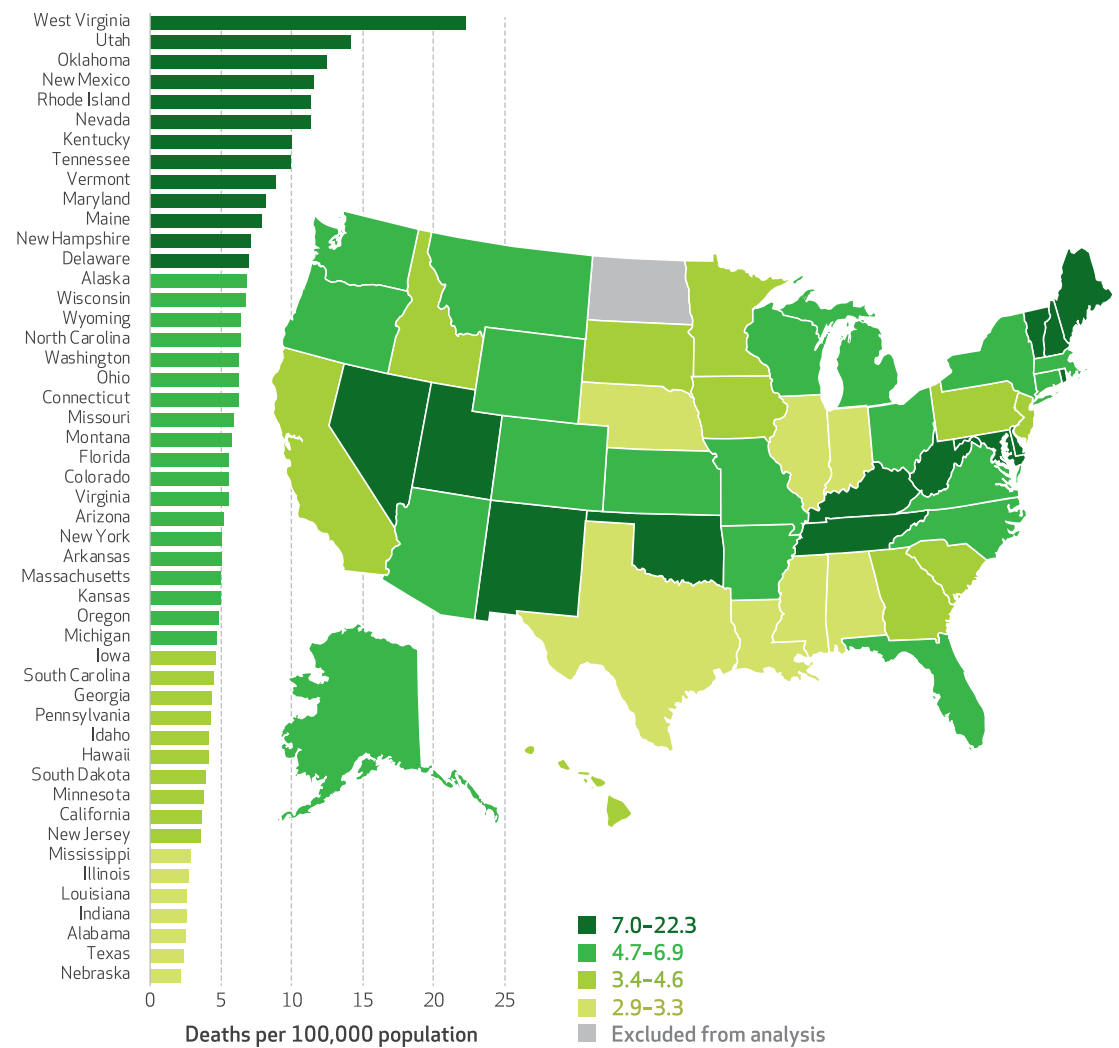 West Virginia
Utah
Oklahoma
New Mexico
Rhode Island
Nevada
Kentucky
Tennessee
Vermont
Maryland
Maine
New Hampshire
Delaware
Alaska
Wisconsin
Wyoming
North Carolina
Washington
Ohio
Connecticut
Missouri
Montana
Florida
Colorado
Virginia
Arizona
New York
Arkansas
Massachusetts
Kansas
Oregon
Michigan
Iowa
South Carolina
Georgia
Pennsylvania
Idaho
Hawaii
South Dakota
Minnesota
California
New Jersey
Mississippi
Illinois
Louisiana
Indiana
Alabama
Texas
Nebraska
0 5 10 15 20 25
Deaths per 100,000 population
7.0–22.3
4.7–6.9
3.4–4.6
2.9–3.3
Excluded from analysis